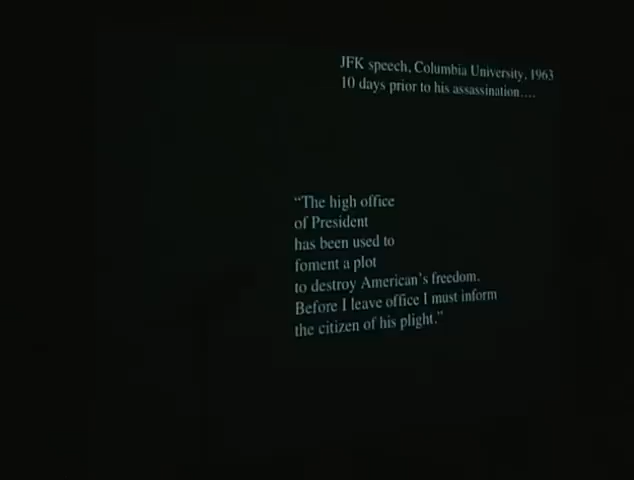 JFK speech, Columbia University, 1963
10 days prior to his assassination....
“The high office
of President
has been used to
foment a plot
to destroy American’s freedom.
Before I leave office I must inform
the citizen of his plight.”